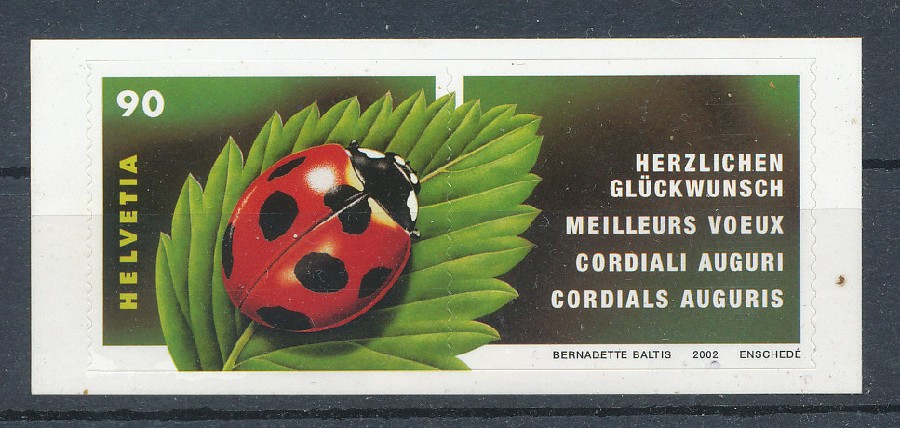 90
HELVETIA
HERZLICHEN
GLÜCKWUNSCH
MEILLEURS VOEUX
CORDIALI AUGURI
CORDIALS AUGURIS
BERNADETTE BALTIS 2002 ENSCHEDÉ